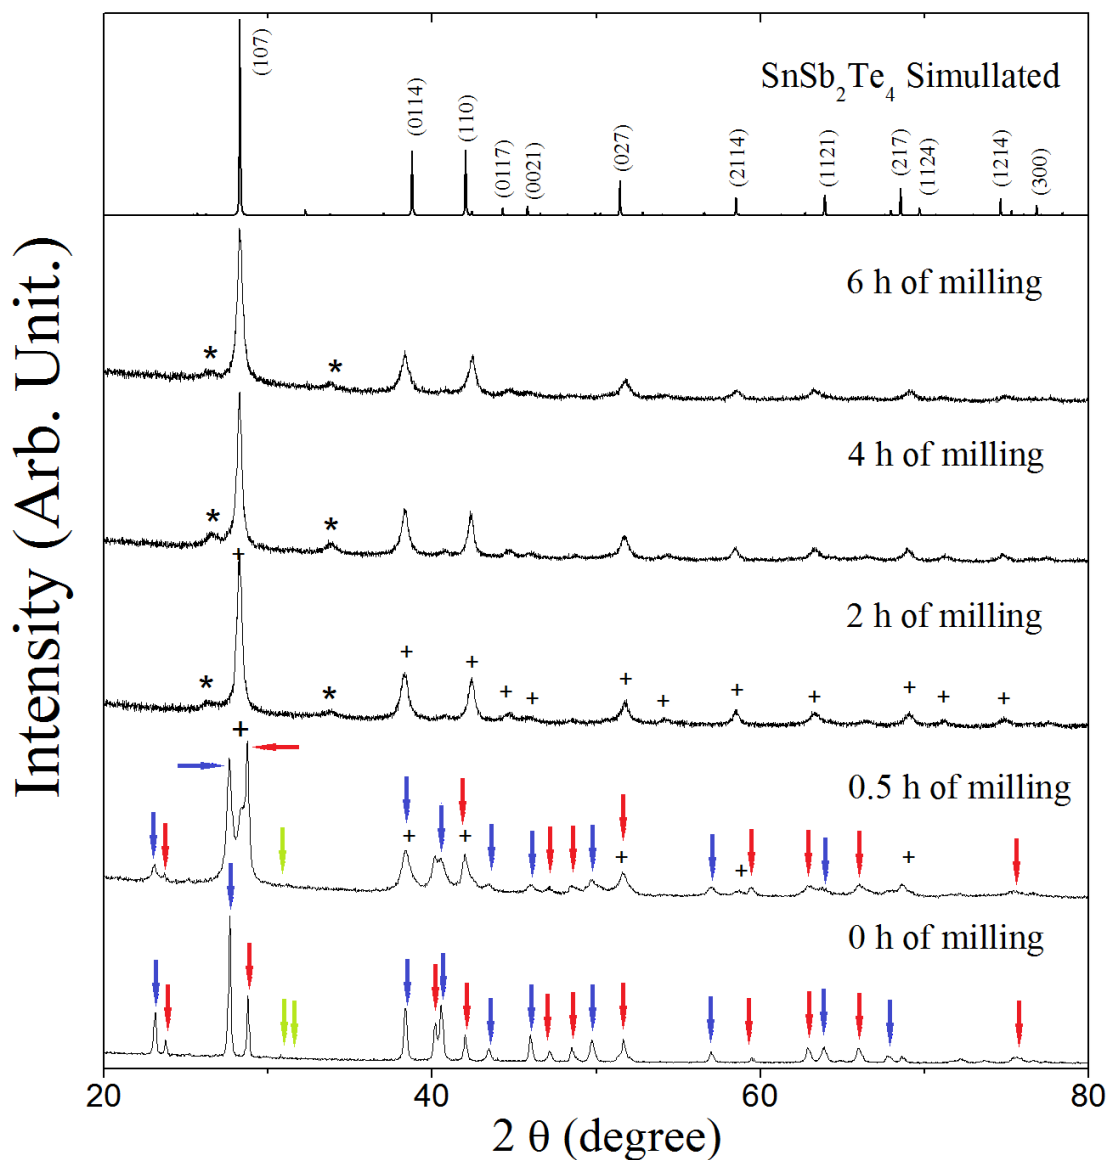 SnSb₂Te₄ Simullated
(107)
(0114)
(110)
(0117)
(0021)
(027)
(2114)
(1121)
(217)
(1124)
(1214)
(300)
6 h of milling
* *
4 h of milling
* *
+
2 h of milling
+ + + + + + + + + + +
* *
+
0.5 h of milling
+ + + + +
0 h of milling
20 40 60 80
2 θ (degree)
Intensity (Arb. Unit.)